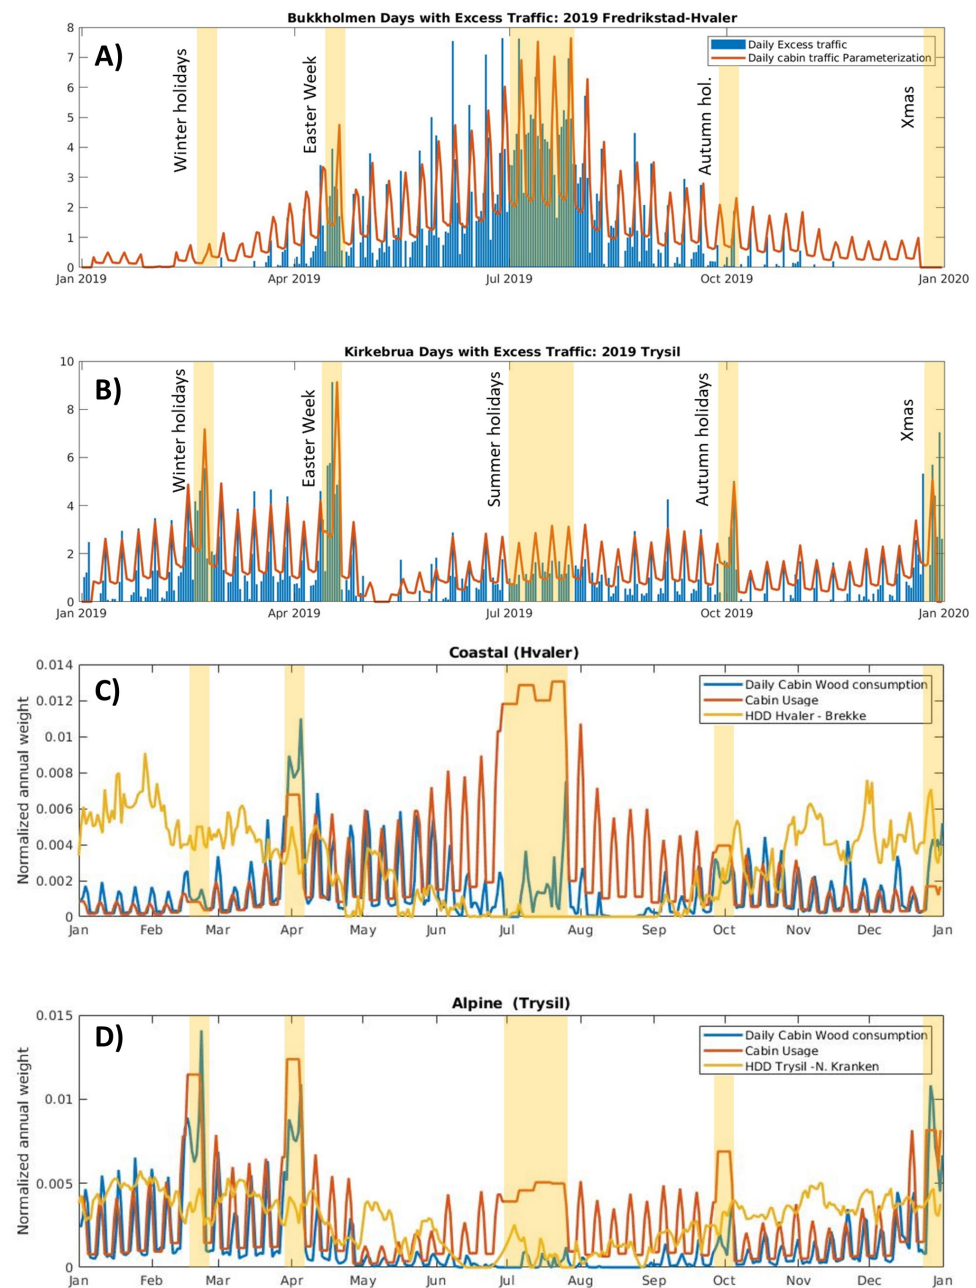 Bukkholmen Days with Excess Traffic: 2019 Fredrikstad-Hvaler
A)
Daily Excess traffic
Daily cabin traffic Parameterization
Winter holidays
Easter Week
Autumn hol.
Xmas
8
7
6
5
4
3
2
1
0
Jan 2019
Apr 2019
Jul 2019
Oct 2019
Jan 2020
Kirkebrua Days with Excess Traffic: 2019 Trysil
B)
Winter holidays
Easter Week
Summer holidays
Autumn holidays
Xmas
10
8
6
4
2
0
Jan 2019
Apr 2019
Jul 2019
Oct 2019
Jan 2020
Coastal (Hvaler)
C)
Daily Cabin Wood consumption
Cabin Usage
HDD Hvaler - Brekke
Normalized annual weight
0.014
0.012
0.01
0.008
0.006
0.004
0.002
0
Jan Feb Mar Apr May Jun Jul Aug Sep Oct Nov Dec Jan
Alpine (Trysil)
D)
Daily Cabin Wood consumption
Cabin Usage
HDD Trysil -N. Kranken
Normalized annual weight
0.015
0.01
0.005
0
Jan Feb Mar Apr May Jun Jul Aug Sep Oct Nov Dec Jan